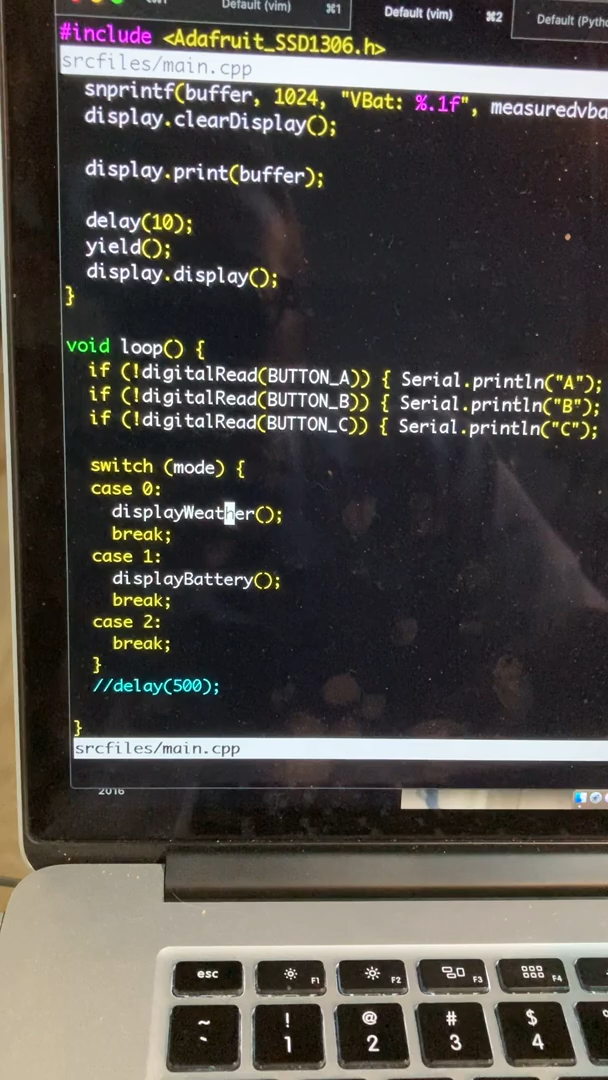 Default (vim) ⌘1 Default (vim) ⌘2 Default (Pytho
#include <Adafruit_SSD1306.h>
srcfiles/main.cpp
snprintf(buffer, 1024, "VBat: %.1f", measuredvba
display.clearDisplay();
display.print(buffer);
delay(10);
yield();
display.display();
}
void loop() {
if (!digitalRead(BUTTON_A)) { Serial.println("A");
if (!digitalRead(BUTTON_B)) { Serial.println("B");
if (!digitalRead(BUTTON_C)) { Serial.println("C");
switch (mode) {
case 0:
displayWeather();
break;
case 1:
displayBattery();
break;
case 2:
break;
}
//delay(500);
}
srcfiles/main.cpp
2016
esc F1 F2 F3 F4
~ ! @ # $
` 1 2 3 4